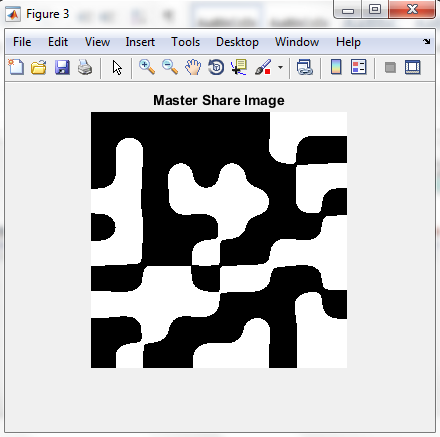 Figure 3
File Edit View Insert Tools Desktop Window Help
Master Share Image